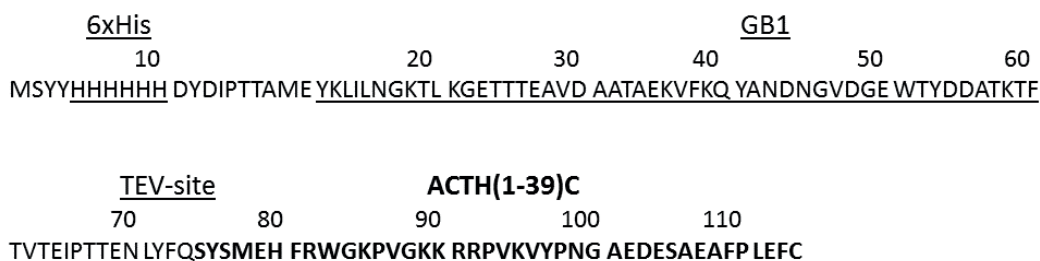 6xHis GB1
10 20 30 40 50 60
MSYYHHHHHH DYDIPTTAME YKLILNGKTL KGETTTEAVD AATAEKVFKQ YANDNGVDGE WTYDDATKTF
TEV-site ACTH(1-39)C
70 80 90 100 110
TVTEIPTTEN LYFQSYSMEH FRWGKPVGKK RRPVKVYPNG AEDESAEAFP LEFC